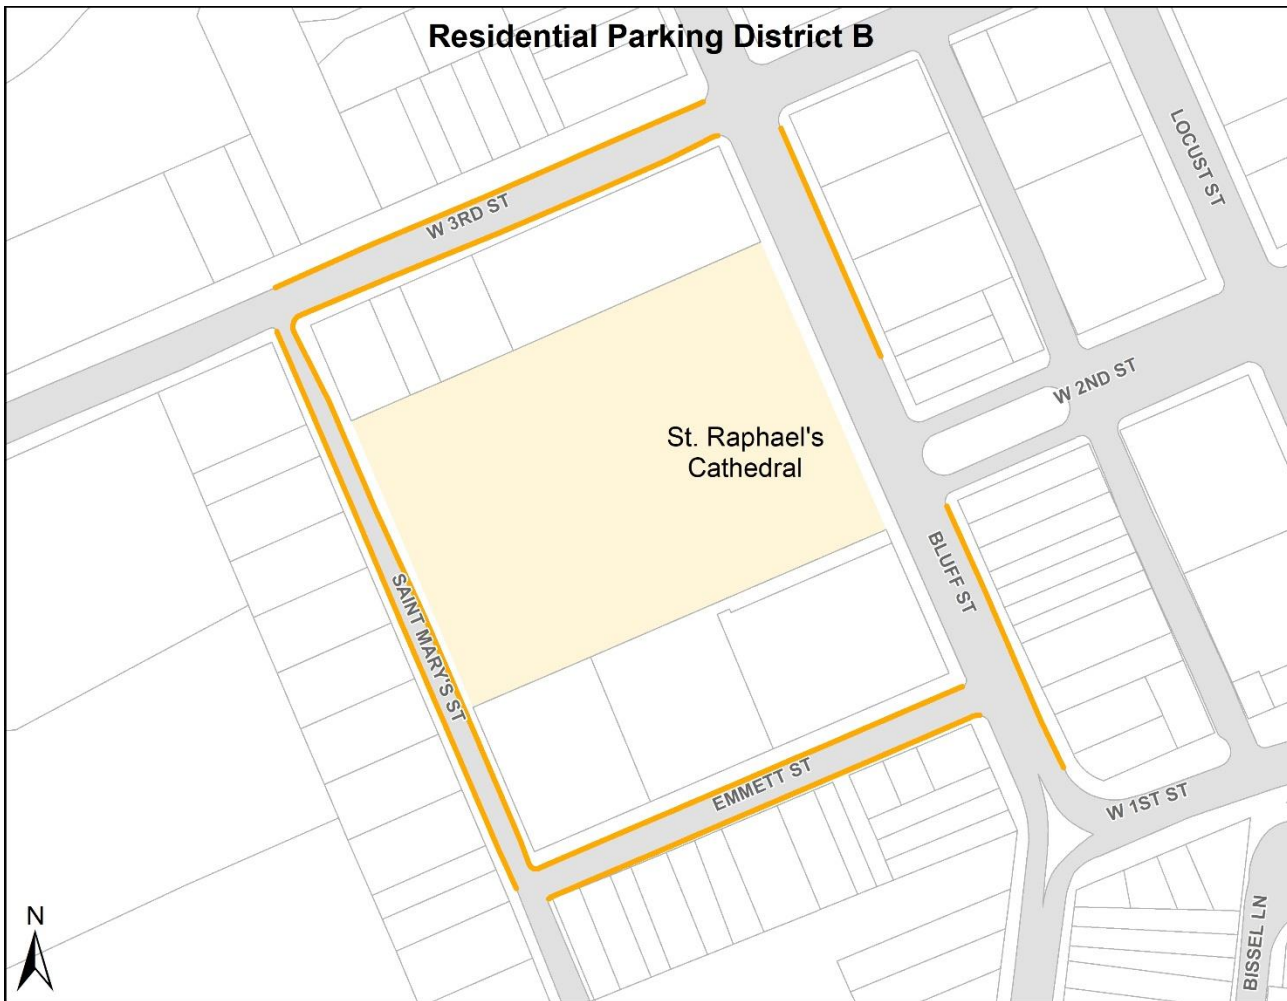 Residential Parking District B
LOCUST ST
W 3RD ST
W 2ND ST
St. Raphael's
Cathedral
BLUFF ST
SAINT MARY'S ST
EMMETT ST
W 1ST ST
BISSEL LN
N